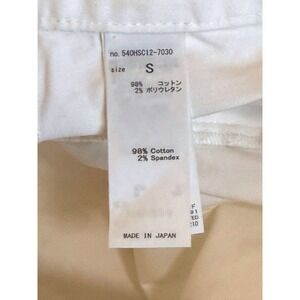 no. 540HSC12-7030
size S
98% コットン
2% ポリウレタン
98% Cotton
2% Spandex
MADE IN JAPAN